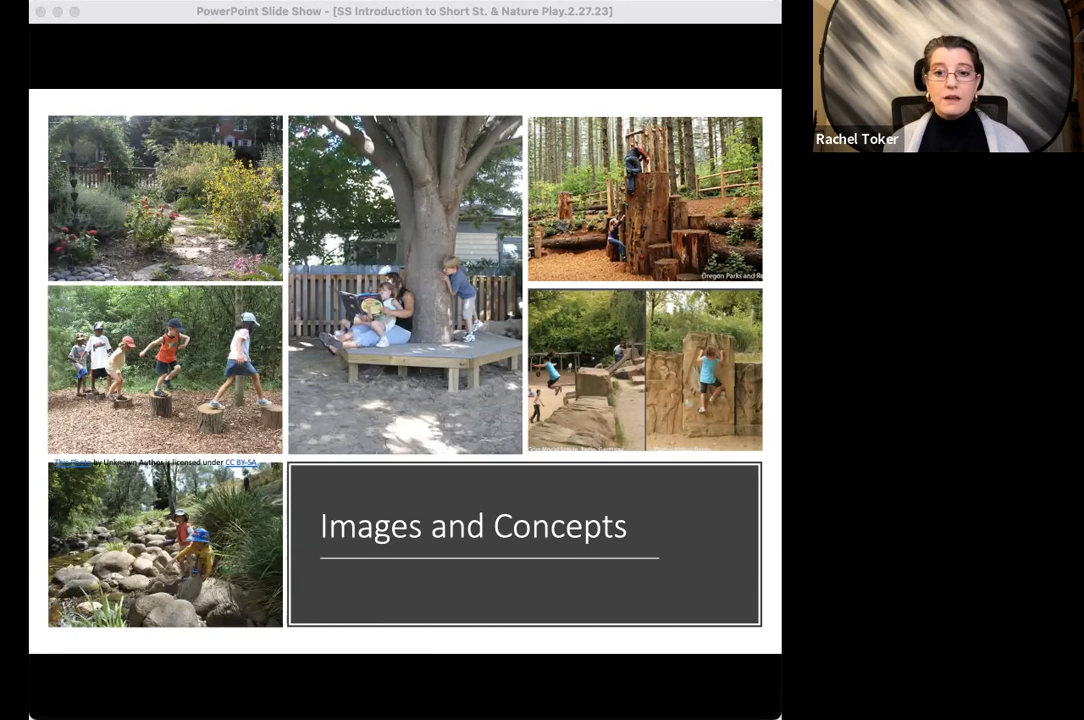 PowerPoint Slide Show - [SS Introduction to Short St. & Nature Play.2.27.23]
Rachel Toker
Oregon Parks and Re
This Photo by Unknown Author is licensed under CC BY-SA
Images and Concepts